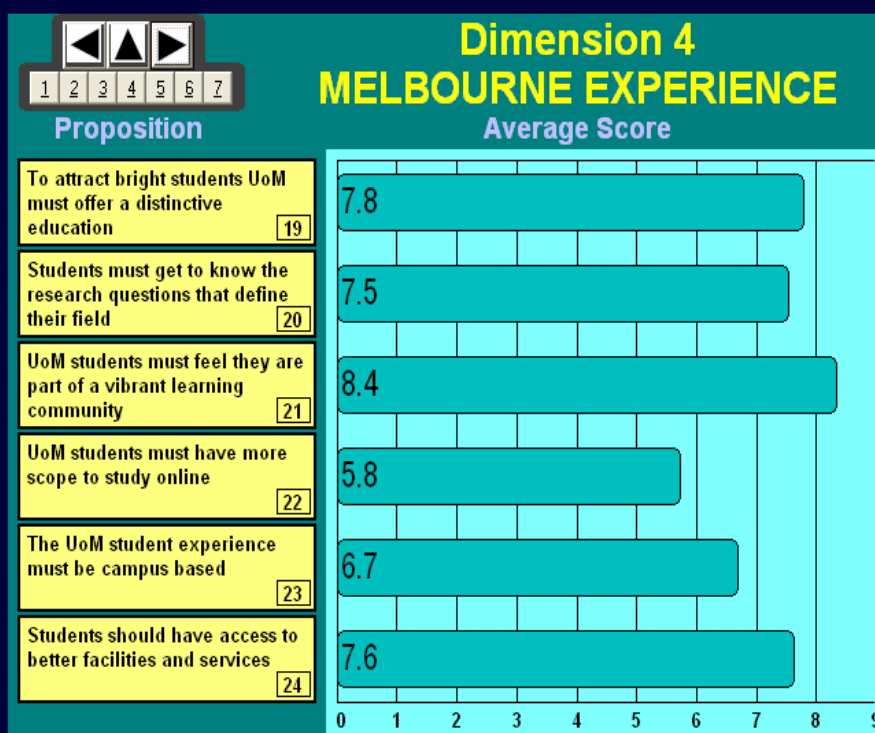 Dimension 4
MELBOURNE EXPERIENCE
1 2 3 4 5 6 7
Proposition
Average Score
To attract bright students UoM
must offer a distinctive
education
19
7.8
Students must get to know the
research questions that define
their field
20
7.5
UoM students must feel they are
part of a vibrant learning
community
21
8.4
UoM students must have more
scope to study online
22
5.8
The UoM student experience
must be campus based
23
6.7
Students should have access to
better facilities and services
24
7.6
0 1 2 3 4 5 6 7 8 9